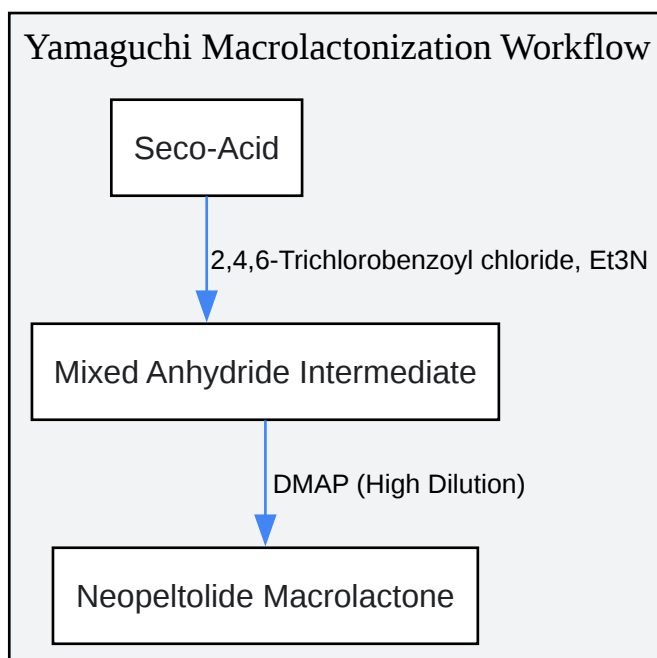 Yamaguchi Macrolactonization Workflow
Seco-Acid
2,4,6-Trichlorobenzoyl chloride, Et3N
Mixed Anhydride Intermediate
DMAP (High Dilution)
Neopeltolide Macrolactone